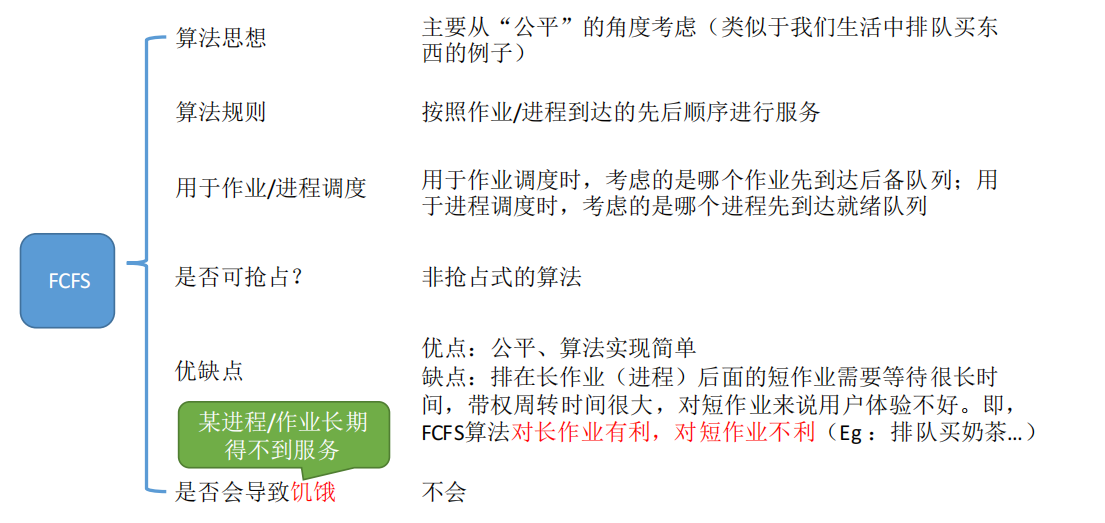 FCFS
算法思想
主要从“公平”的角度考虑（类似于我们生活中排队买东
西的例子）
算法规则
按照作业/进程到达的先后顺序进行服务
用于作业/进程调度
用于作业调度时，考虑的是哪个作业先到达后备队列；用
于进程调度时，考虑的是哪个进程先到达就绪队列
是否可抢占？
非抢占式的算法
优缺点
优点：公平、算法实现简单
缺点：排在长作业（进程）后面的短作业需要等待很长时
间，带权周转时间很大，对短作业来说用户体验不好。即，
FCFS算法对长作业有利，对短作业不利（Eg：排队买奶茶…）
某进程/作业长期
得不到服务
是否会导致饥饿
不会